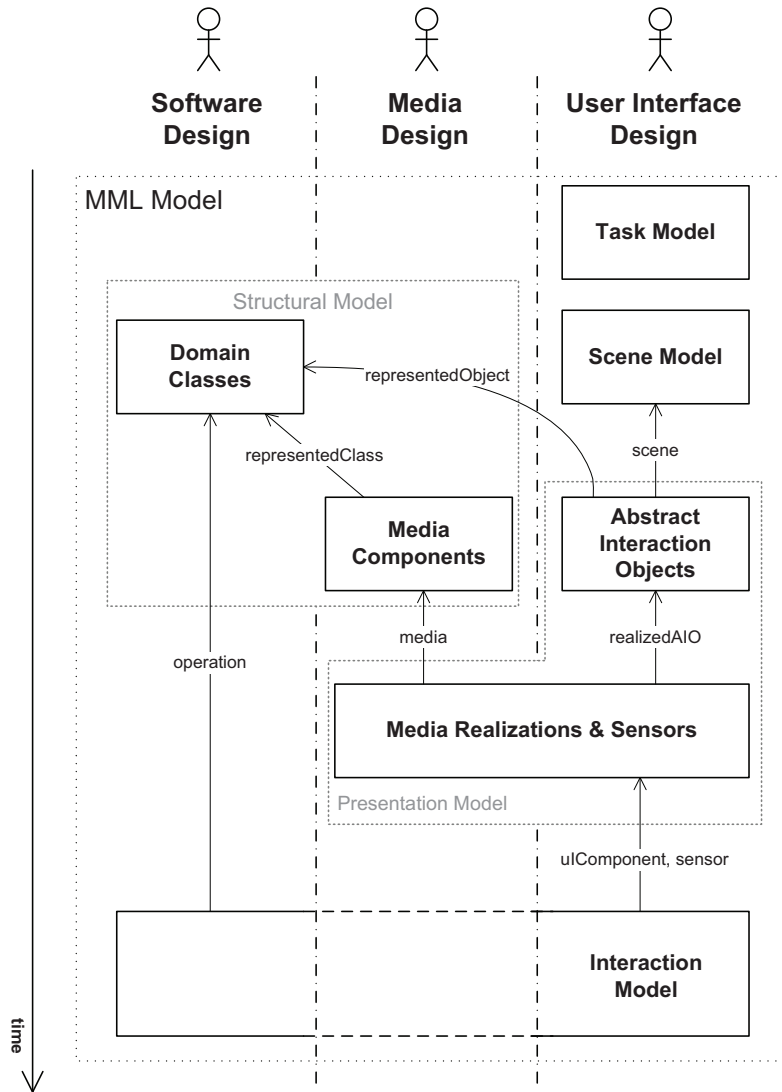 Software
Design
Media
Design
User Interface
Design
MML Model
Task Model
Structural Model
Domain
Classes
Scene Model
representedObject
representedClass
scene
Media
Components
Abstract
Interaction
Objects
operation
media
realizedAIO
Media Realizations & Sensors
Presentation Model
uIComponent, sensor
Interaction
Model
time